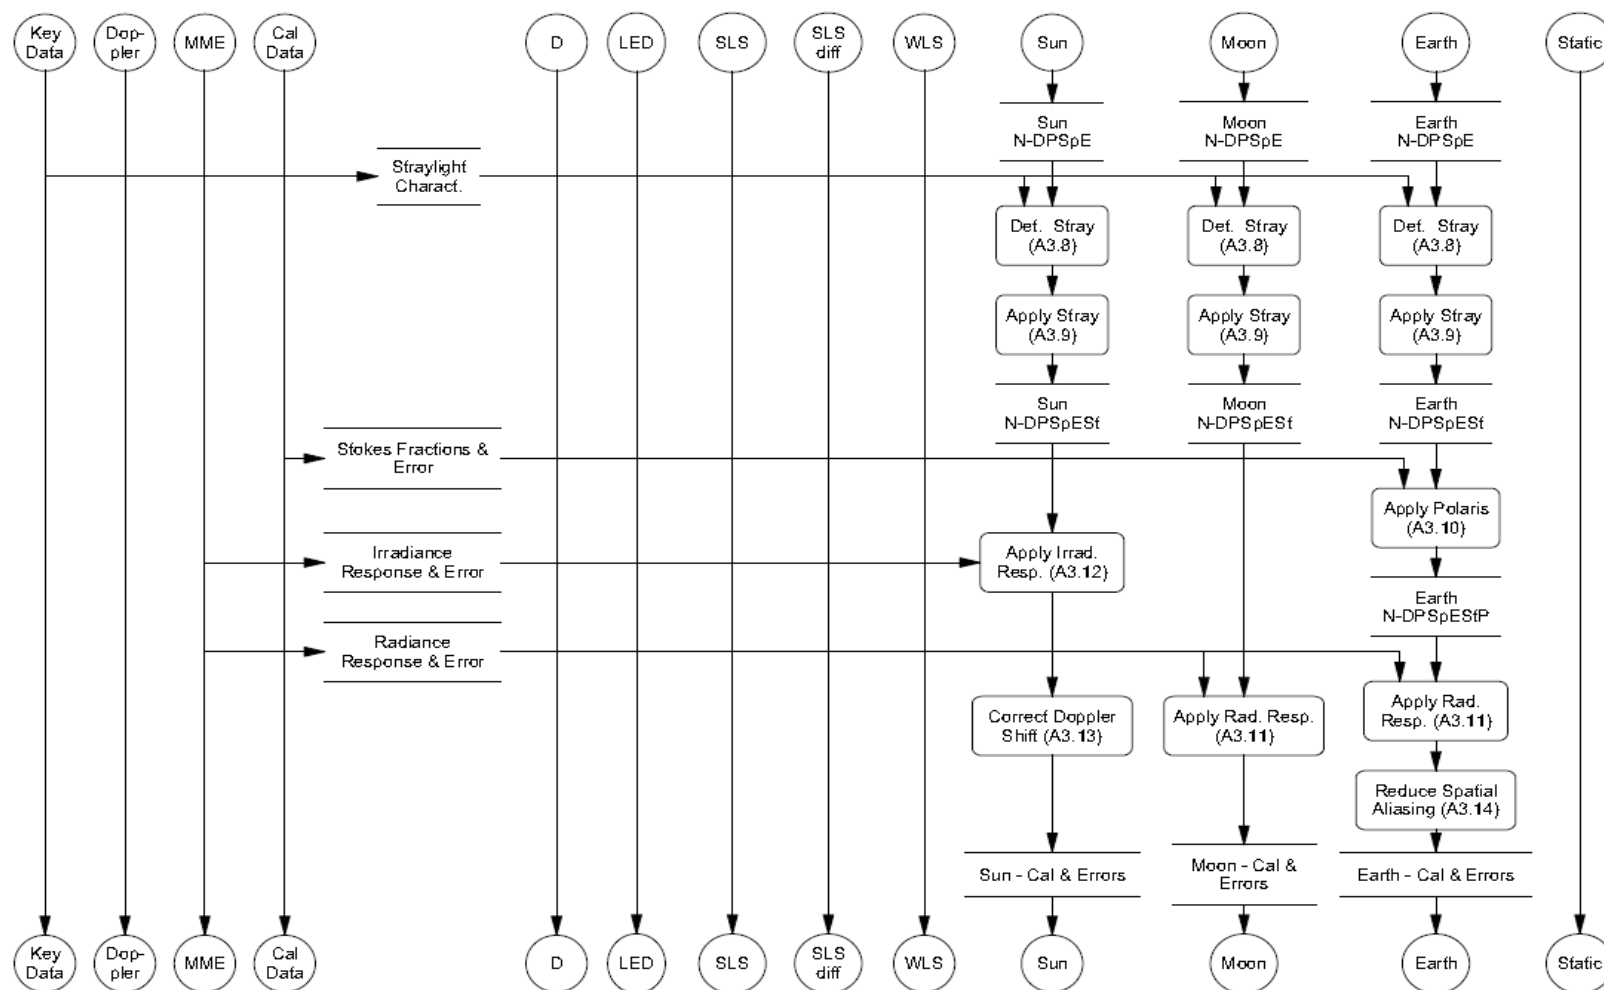 Key
Data
Dop-
pler
MME
Cal
Data
D
LED
SLS
SLS
diff
WLS
Sun
Moon
Earth
Static
Sun
N-DPSpE
Moon
N-DPSpE
Earth
N-DPSpE
Straylight
Charact.
Det. Stray
(A3.8)
Det. Stray
(A3.8)
Det. Stray
(A3.8)
Apply Stray
(A3.9)
Apply Stray
(A3.9)
Apply Stray
(A3.9)
Sun
N-DPSpESt
Moon
N-DPSpESt
Earth
N-DPSpESt
Stokes Fractions &
Error
Apply Polaris
(A3.10)
Irradiance
Response & Error
Apply Irrad.
Resp. (A3.12)
Earth
N-DPSpEStP
Radiance
Response & Error
Correct Doppler
Shift (A3.13)
Apply Rad. Resp.
(A3.11)
Apply Rad.
Resp. (A3.11)
Reduce Spatial
Aliasing (A3.14)
Sun - Cal & Errors
Moon - Cal &
Errors
Earth - Cal & Errors
Key
Data
Dop-
pler
MME
Cal
Data
D
LED
SLS
SLS
diff
WLS
Sun
Moon
Earth
Static